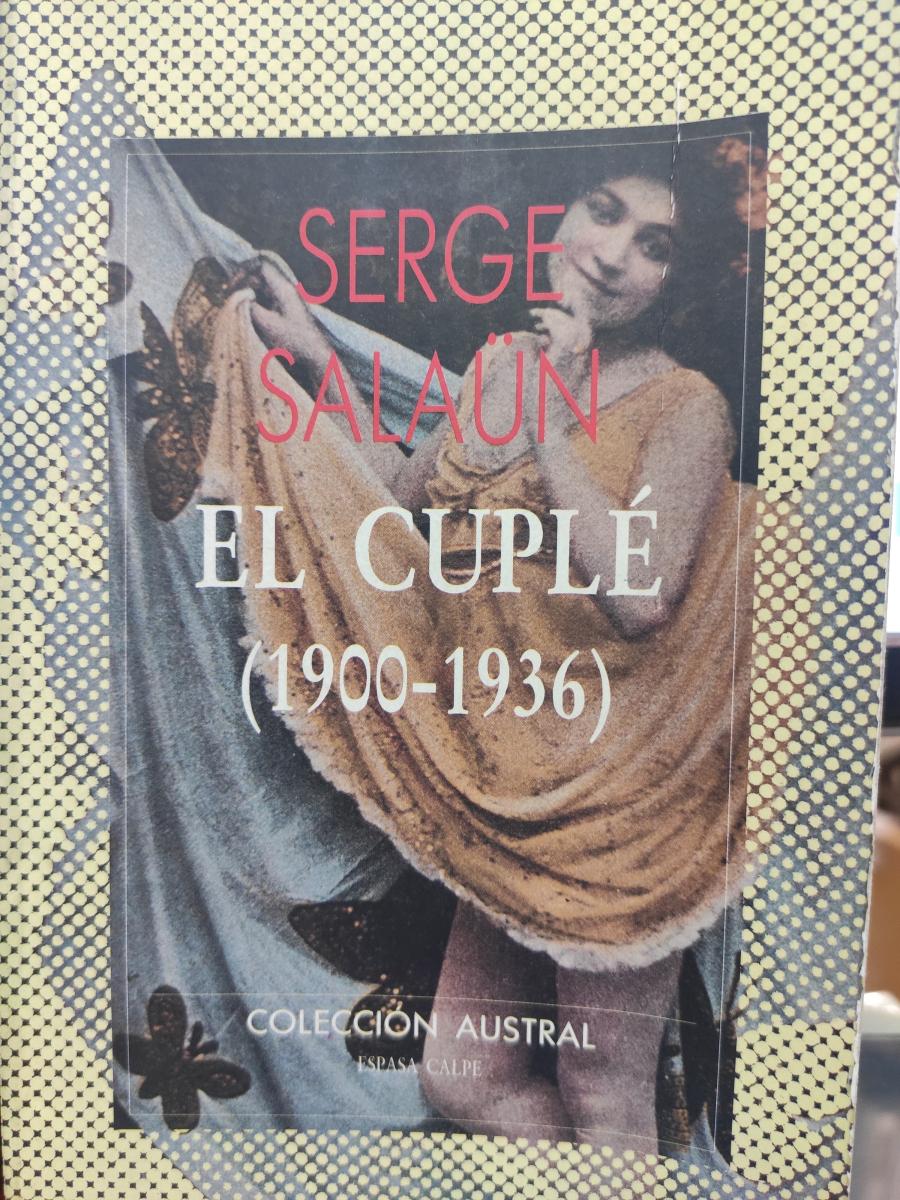 SERGE
SALAÜN
EL CUPLÉ
(1900-1936)
COLECCIÓN AUSTRAL
ESPASA CALPE